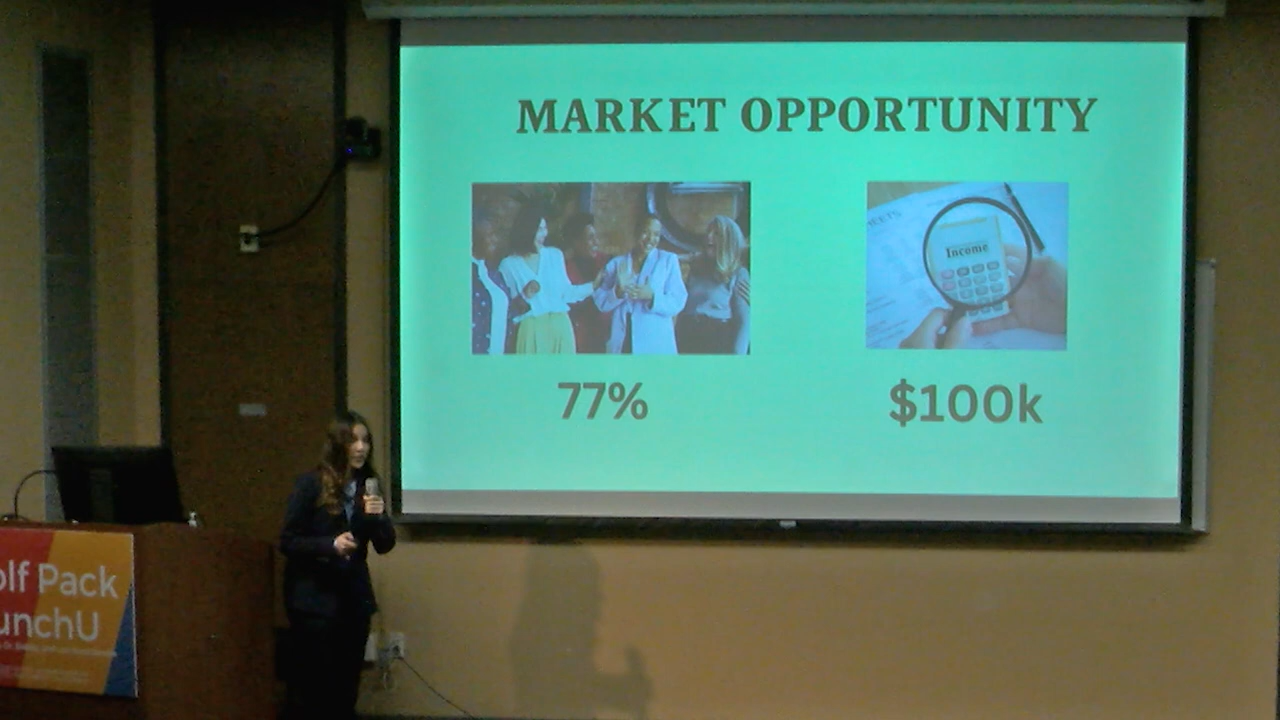 MARKET OPPORTUNITY
Income
77%
$100k
olf Pack
unchU